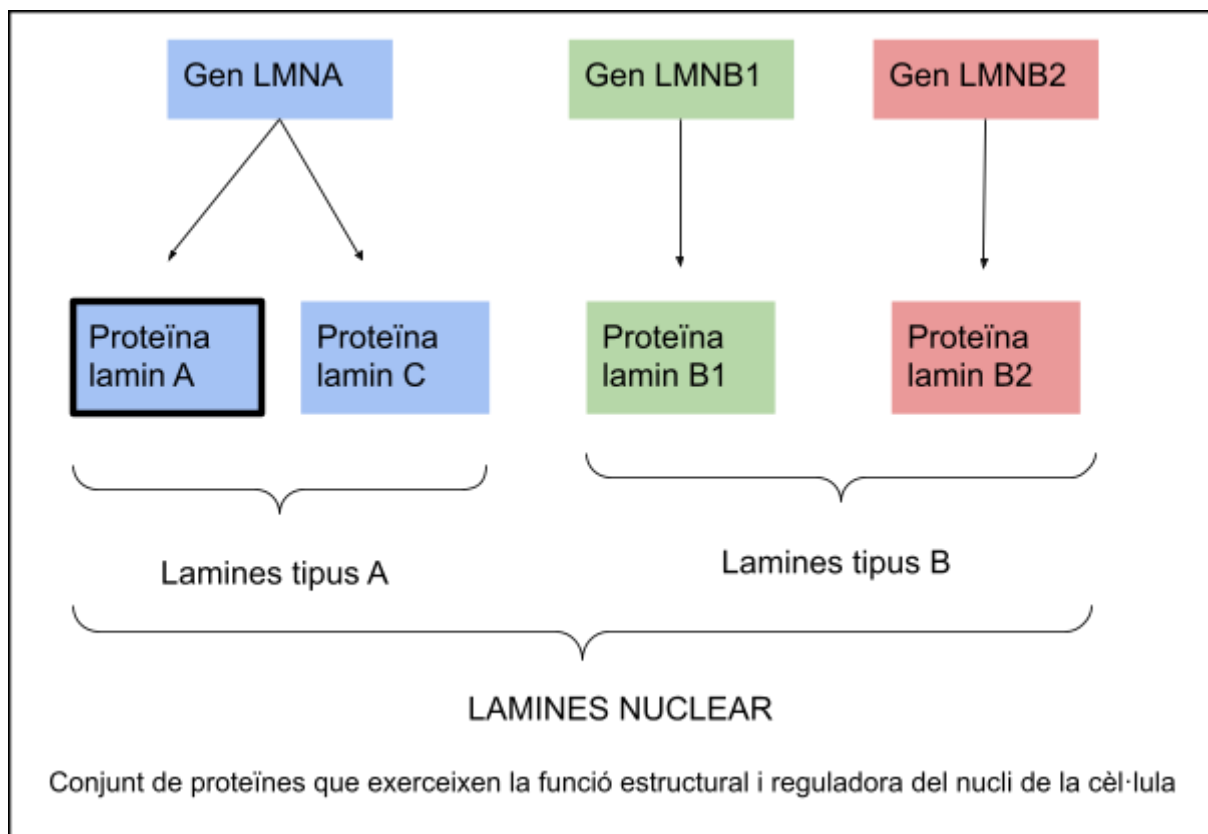 Gen LMNA
Gen LMNB1
Gen LMNB2
Proteïna
lamin A
Proteïna
lamin C
Proteïna
lamin B1
Proteïna
lamin B2
Lamines tipus A
Lamines tipus B
LAMINES NUCLEAR
Conjunt de proteïnes que exerceixen la funció estructural i reguladora del nucli de la cèl·lula